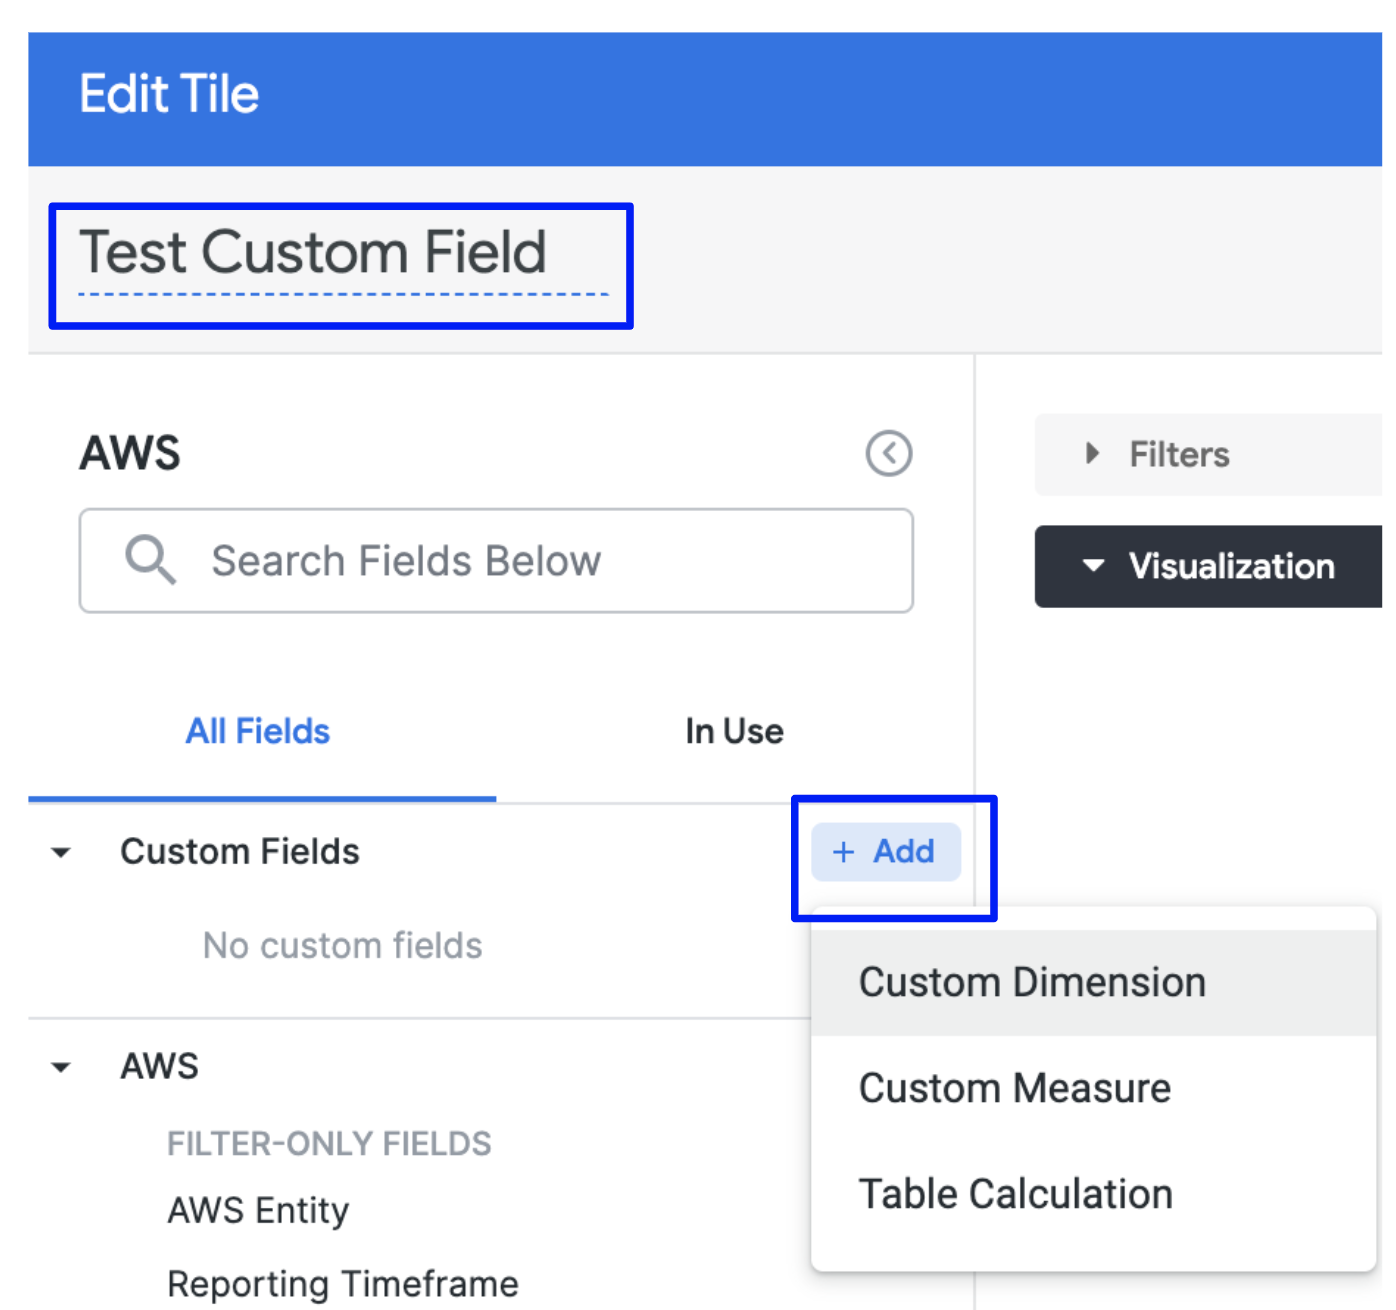 Edit Tile
Test Custom Field
AWS
Search Fields Below
All Fields
In Use
Custom Fields
+ Add
No custom fields
AWS
FILTER-ONLY FIELDS
AWS Entity
Reporting Timeframe
Filters
Visualization
Custom Dimension
Custom Measure
Table Calculation